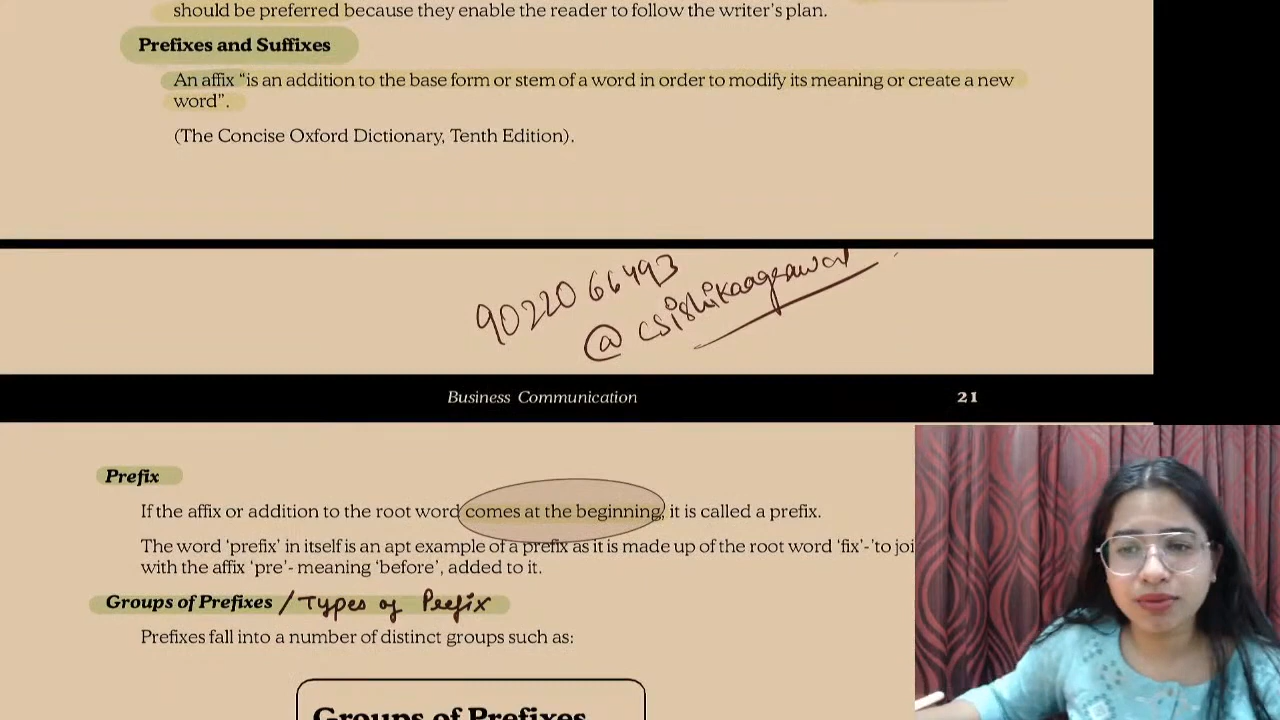 should be preferred because they enable the reader to follow the writer's plan.
Prefixes and Suffixes
An affix "is an addition to the base form or stem of a word in order to modify its meaning or create a new
word".
(The Concise Oxford Dictionary, Tenth Edition).
9022066493
@csishikaagrawal
Business Communication 21
Prefix
If the affix or addition to the root word comes at the beginning, it is called a prefix.
The word 'prefix' in itself is an apt example of a prefix as it is made up of the root word 'fix'-'to joi
with the affix 'pre'- meaning 'before', added to it.
Groups of Prefixes / Types of Prefix
Prefixes fall into a number of distinct groups such as:
Groups of Prefixes